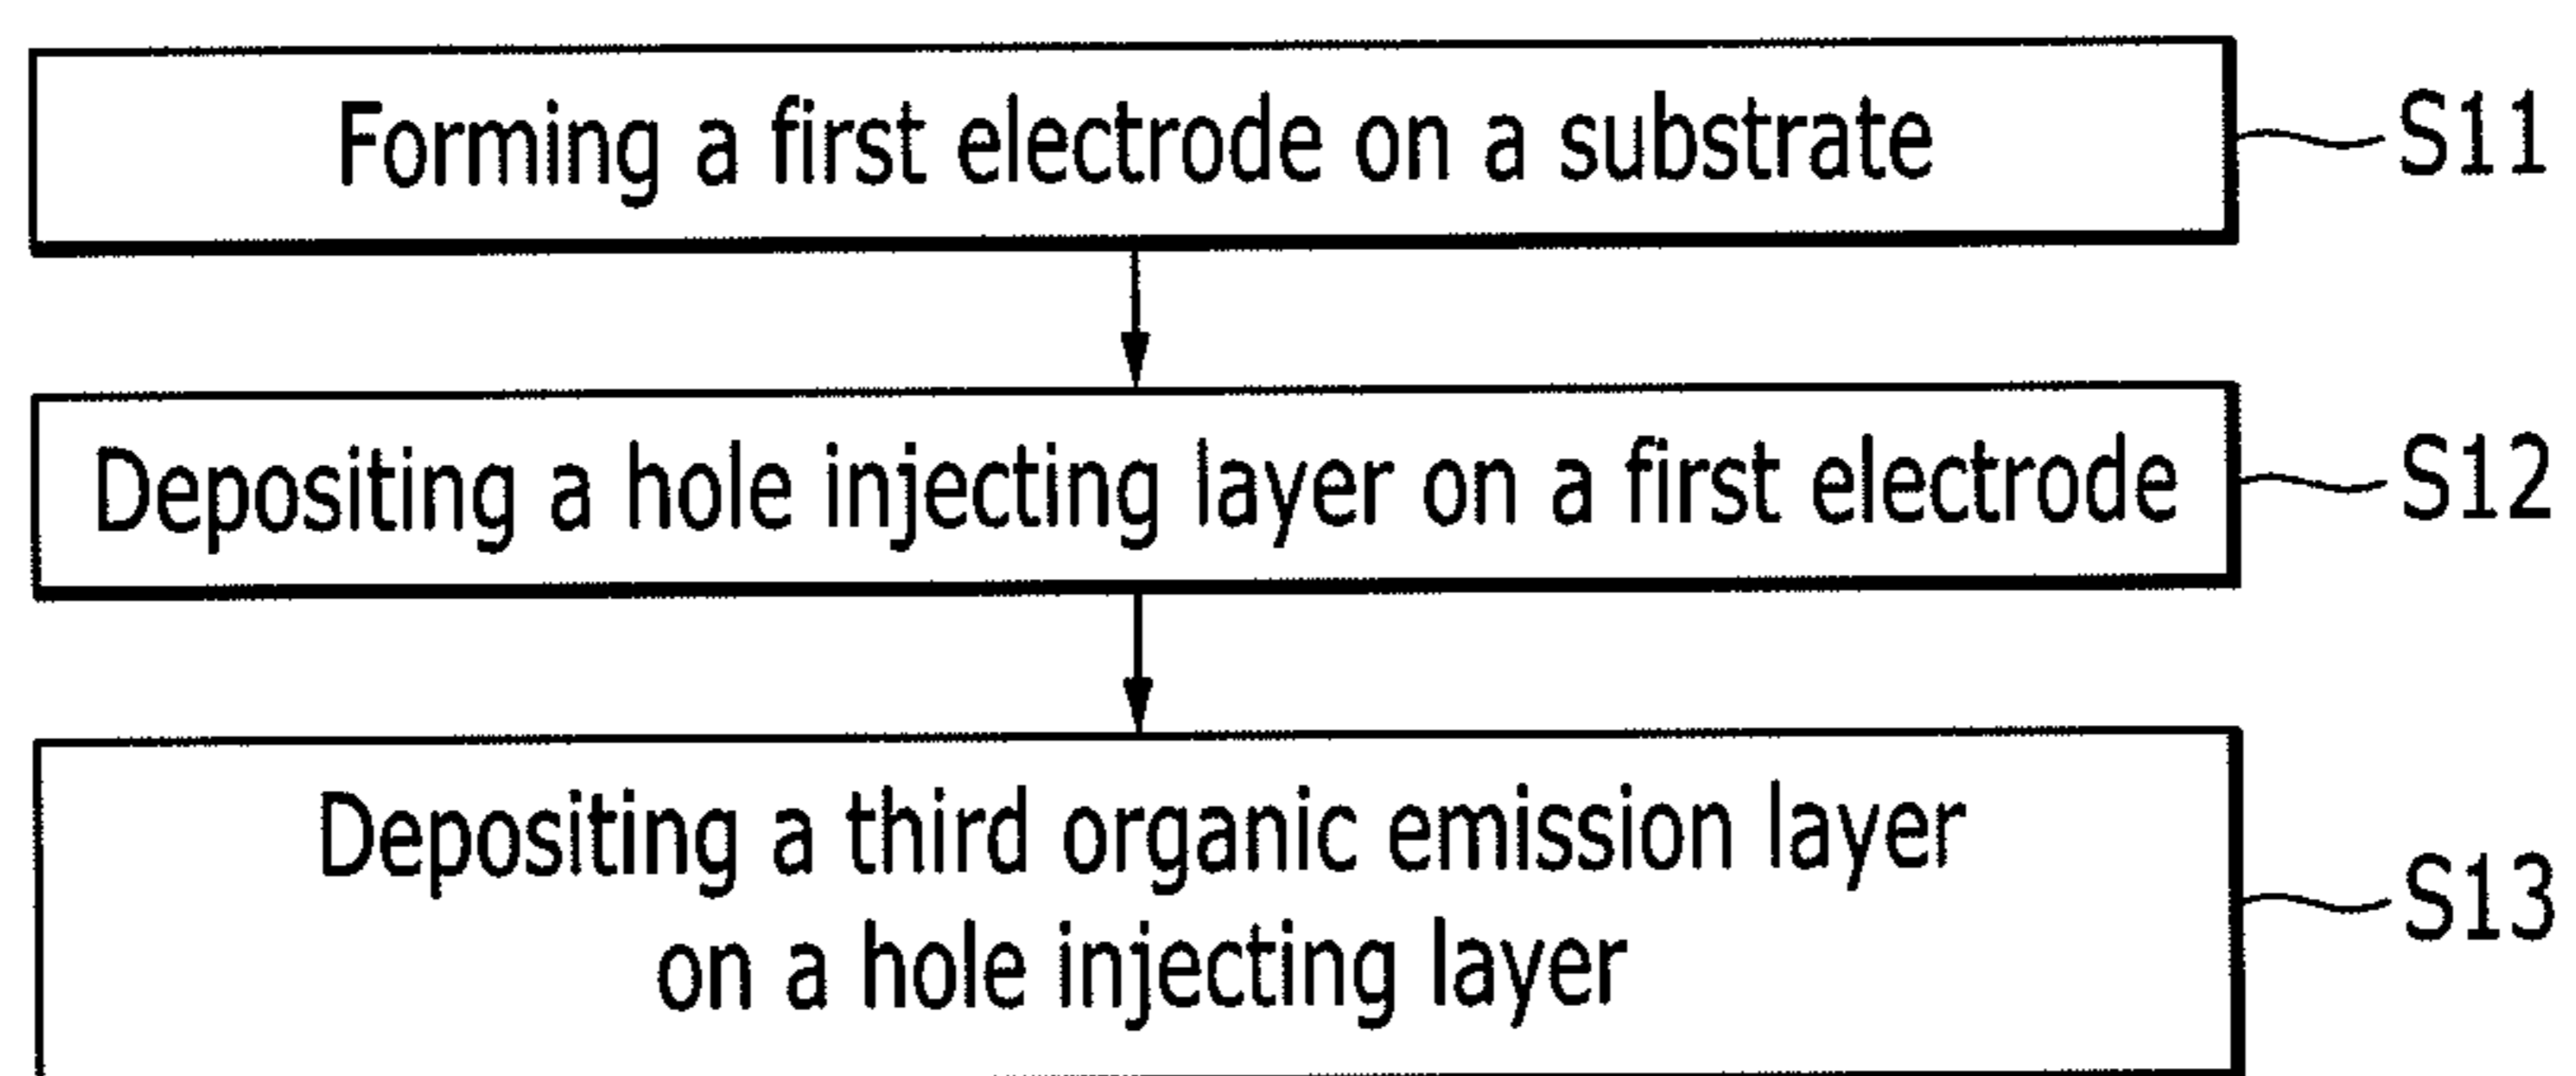 Forming a first electrode on a substrate
S11
Depositing a hole injecting layer on a first electrode
S12
Depositing a third organic emission layer
on a hole injecting layer
S13